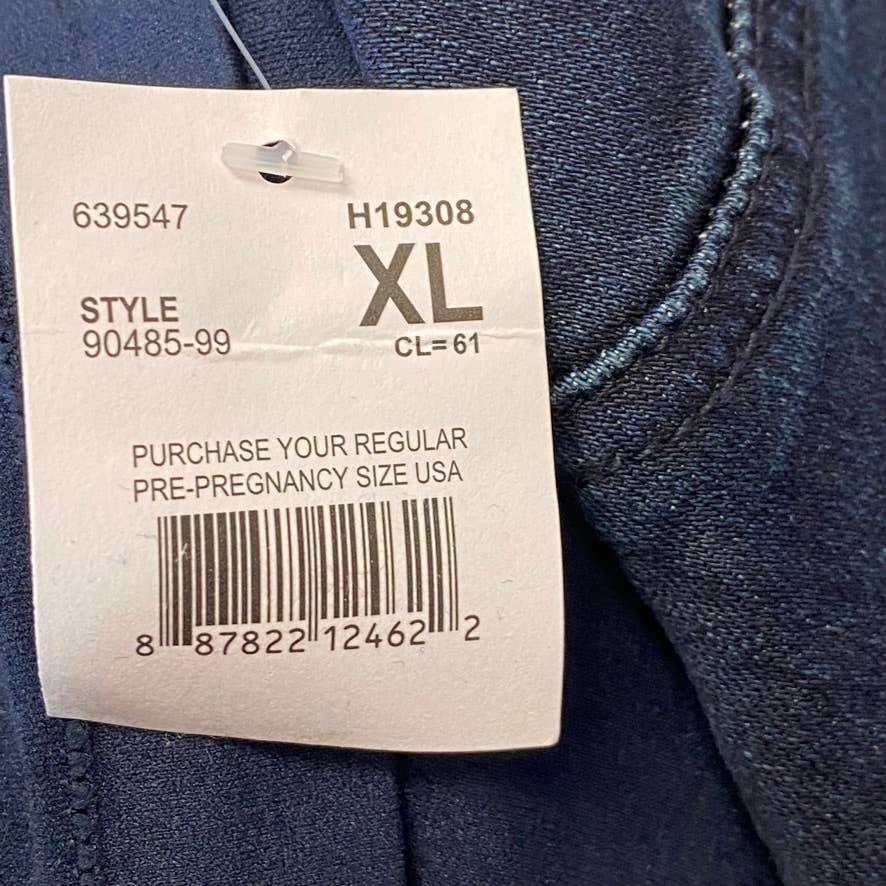 639547 H19308
XL
STYLE
90485-99 CL= 61
PURCHASE YOUR REGULAR
PRE-PREGNANCY SIZE USA
8 87822 12462 2